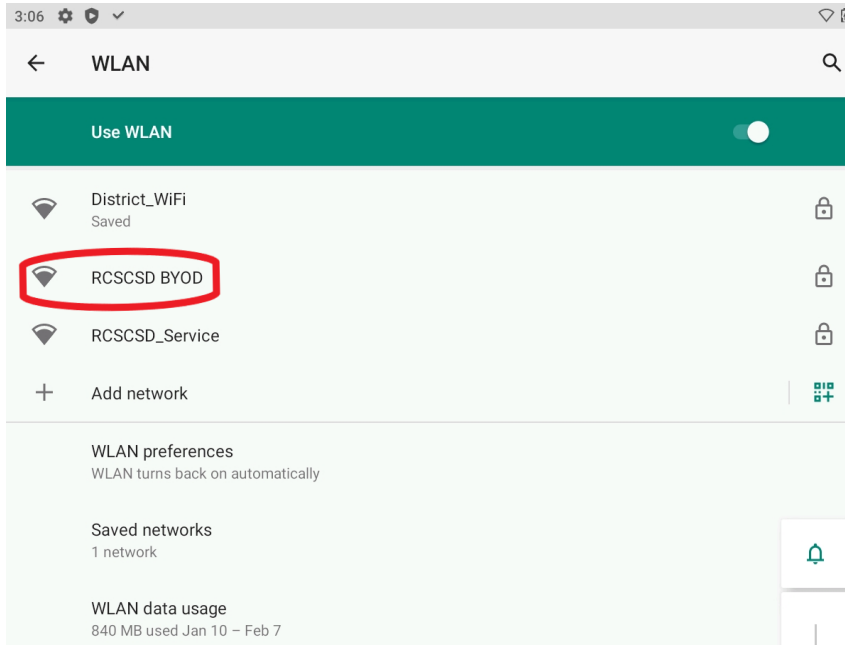 3:06
WLAN
Use WLAN
District_WiFi
Saved
RCSCSD BYOD
RCSCSD_Service
Add network
WLAN preferences
WLAN turns back on automatically
Saved networks
1 network
WLAN data usage
840 MB used Jan 10 – Feb 7